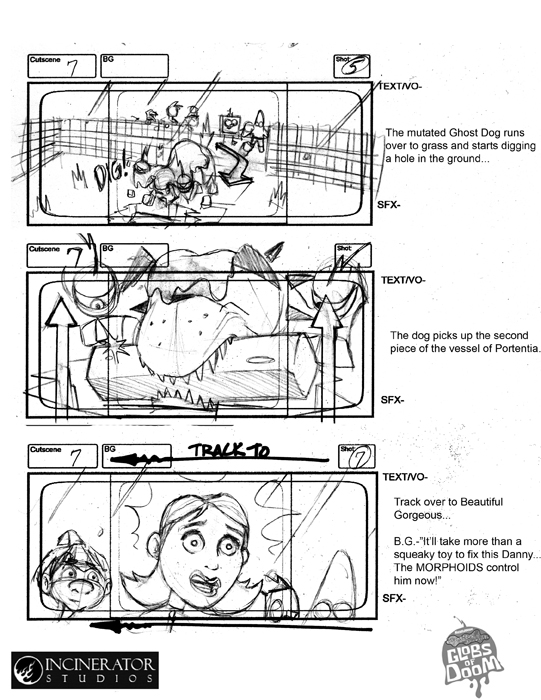 Cutscene 7 BG Shot: 5
TEXT/VO-
The mutated Ghost Dog runs
over to grass and starts digging
a hole in the ground...
DIG!
SFX-
Cutscene 7 BG Shot:
TEXT/VO-
The dog picks up the second
piece of the vessel of Portentia.
SFX-
Cutscene 7 BG TRACK TO Shot: 7
TEXT/VO-
Track over to Beautiful
Gorgeous...
B.G.-"It'll take more than a
squeaky toy to fix this Danny...
The MORPHOIDS control
him now!"
SFX-
INCINERATOR
STUDIOS
GLOBS
OF
DOOM